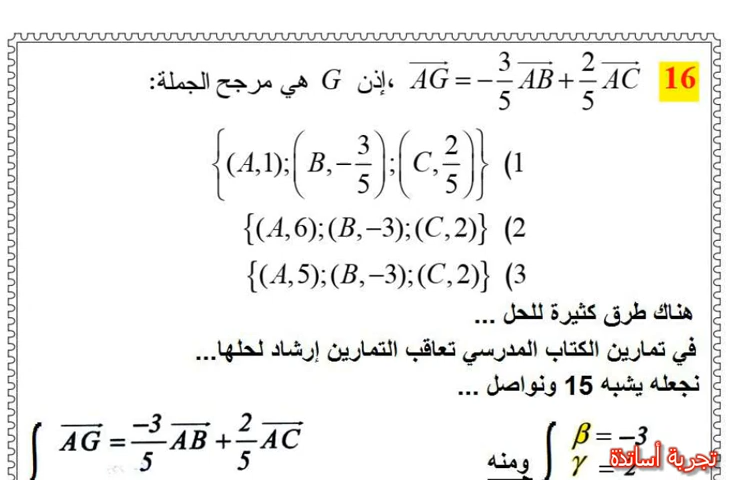 16 $\overrightarrow{AG} = -\frac{3}{5}\overrightarrow{AB} + \frac{2}{5}\overrightarrow{AC}$ ،إذن G هي مرجح الجملة:
(1 $\left\{(A,1);\left(B,-\frac{3}{5}\right);\left(C,\frac{2}{5}\right)\right\}$
(2 {(A,6);(B,−3);(C,2)}
(3 {(A,5);(B,−3);(C,2)}
هناك طرق كثيرة للحل ...
في تمارين الكتاب المدرسي تعاقب التمارين إرشاد لحلها...
نجعله يشبه 15 ونواصل ...
β = −3
γ = 2
ومنه
$\overrightarrow{AG} = \frac{-3}{5}\overrightarrow{AB} + \frac{2}{5}\overrightarrow{AC}$
تجربة أساتذة